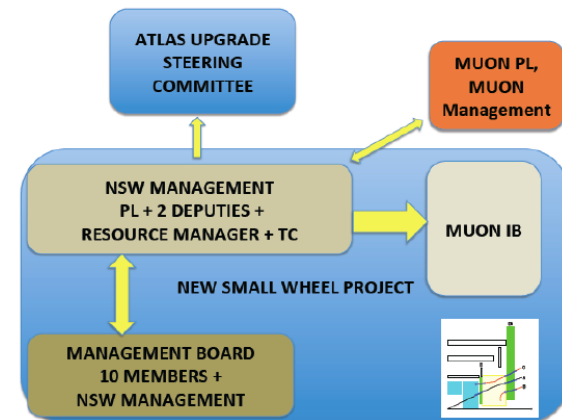 ATLAS UPGRADE
STEERING
COMMITTEE
MUON PL,
MUON
Management
NSW MANAGEMENT
PL + 2 DEPUTIES +
RESOURCE MANAGER + TC
MUON IB
NEW SMALL WHEEL PROJECT
MANAGEMENT BOARD
10 MEMBERS +
NSW MANAGEMENT